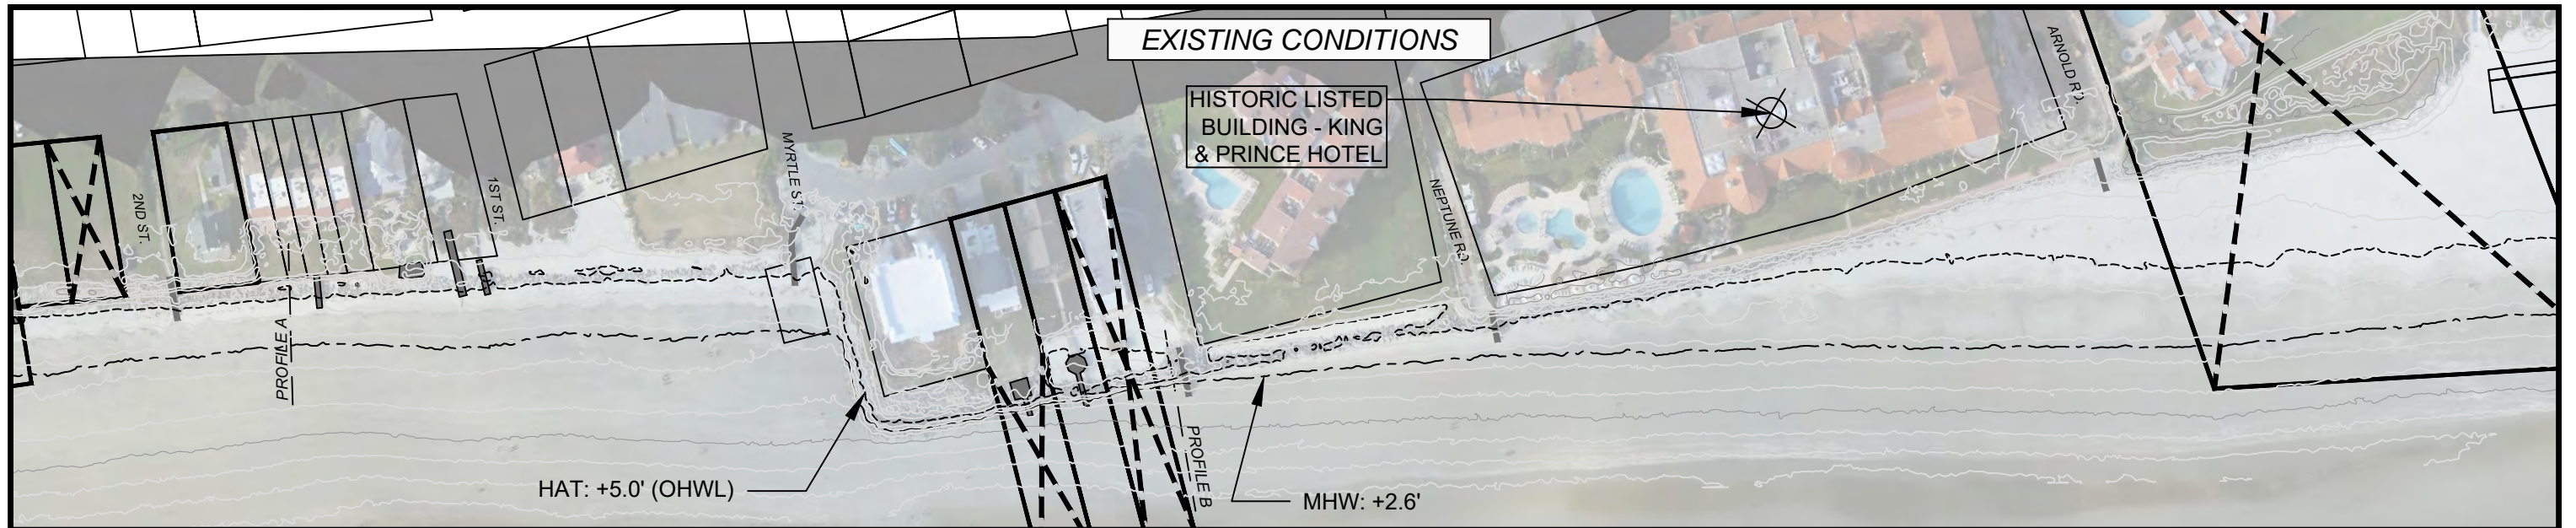 EXISTING CONDITIONS
HISTORIC LISTED
BUILDING - KING
& PRINCE HOTEL
ARNOLD RD.
2ND ST.
1ST ST.
MYRTLE ST.
NEPTUNE RD.
PROFILE A
PROFILE B
HAT: +5.0' (OHWL)
MHW: +2.6'